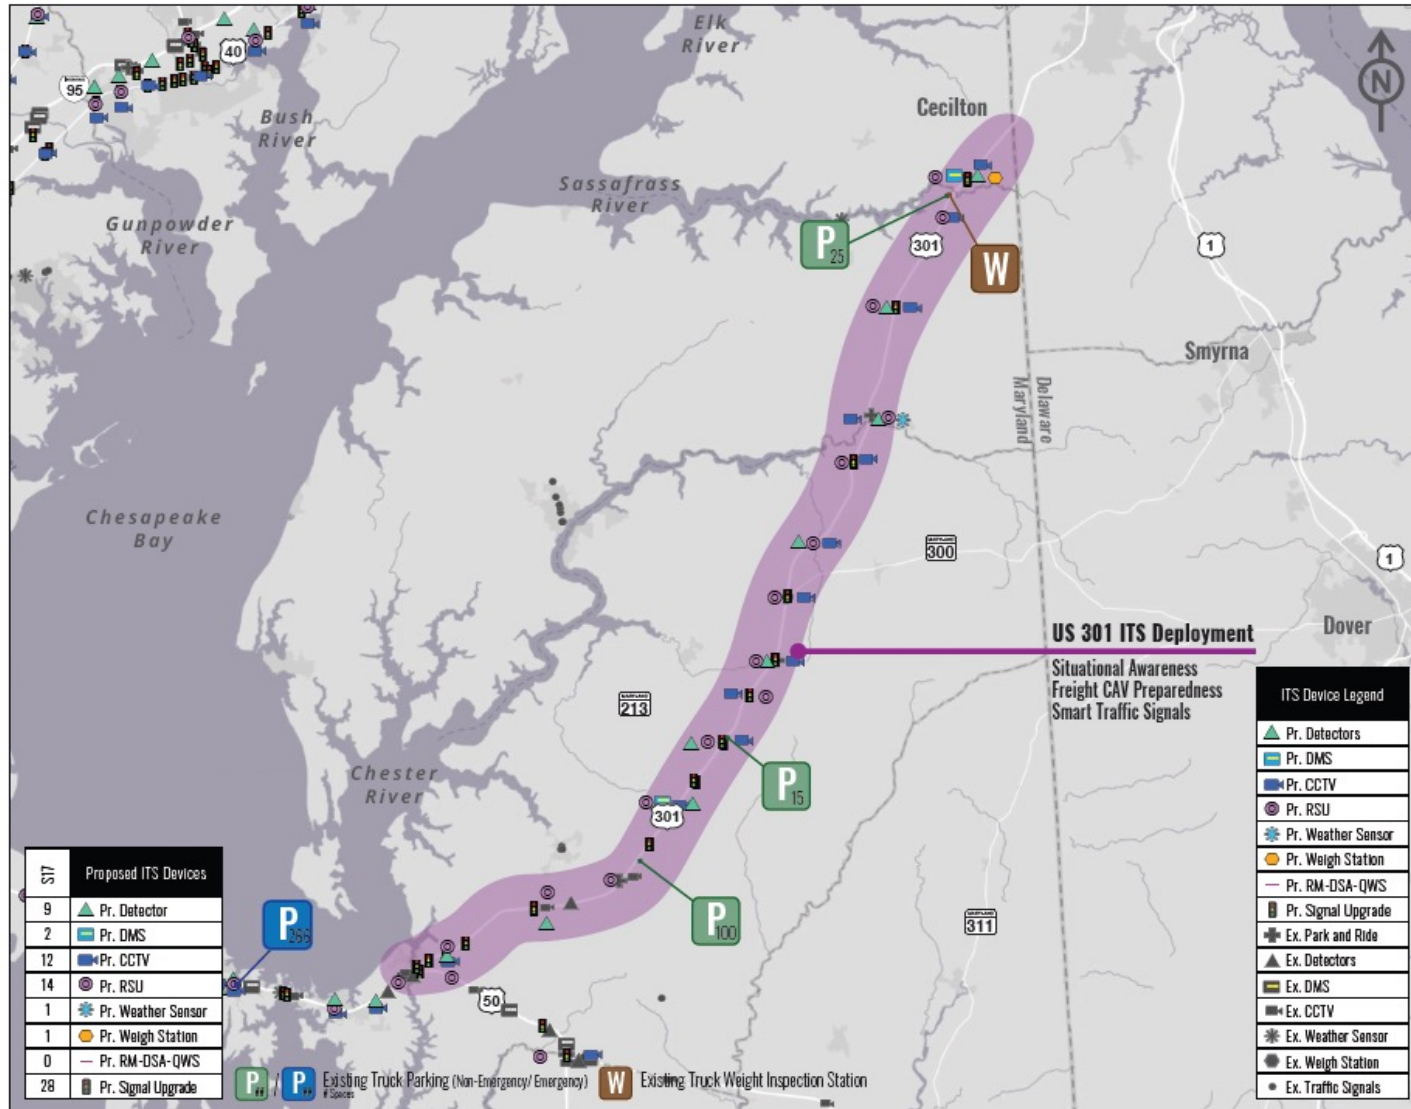 Elk
River
N
40
95
Cecilton
Bush
River
Sassafrass
River
Gunpowder
River
P
25
301
W
1
Smyrna
Maryland
Delaware
Chesapeake
Bay
MARYLAND
300
1
Dover
US 301 ITS Deployment
Situational Awareness
Freight CAV Preparedness
Smart Traffic Signals
MARYLAND
213
Chester
River
P
15
301
P
100
MARYLAND
311
P
266
50
ITS Device Legend
Pr. Detectors
Pr. DMS
Pr. CCTV
Pr. RSU
Pr. Weather Sensor
Pr. Weigh Station
Pr. RM-DSA-QWS
Pr. Signal Upgrade
Ex. Park and Ride
Ex. Detectors
Ex. DMS
Ex. CCTV
Ex. Weather Sensor
Ex. Weigh Station
Ex. Traffic Signals
S17 Proposed ITS Devices
9 Pr. Detector
2 Pr. DMS
12 Pr. CCTV
14 Pr. RSU
1 Pr. Weather Sensor
1 Pr. Weigh Station
0 Pr. RM-DSA-QWS
28 Pr. Signal Upgrade
P ## / P Existing Truck Parking (Non-Emergency/ Emergency)
# Spaces
W Existing Truck Weight Inspection Station